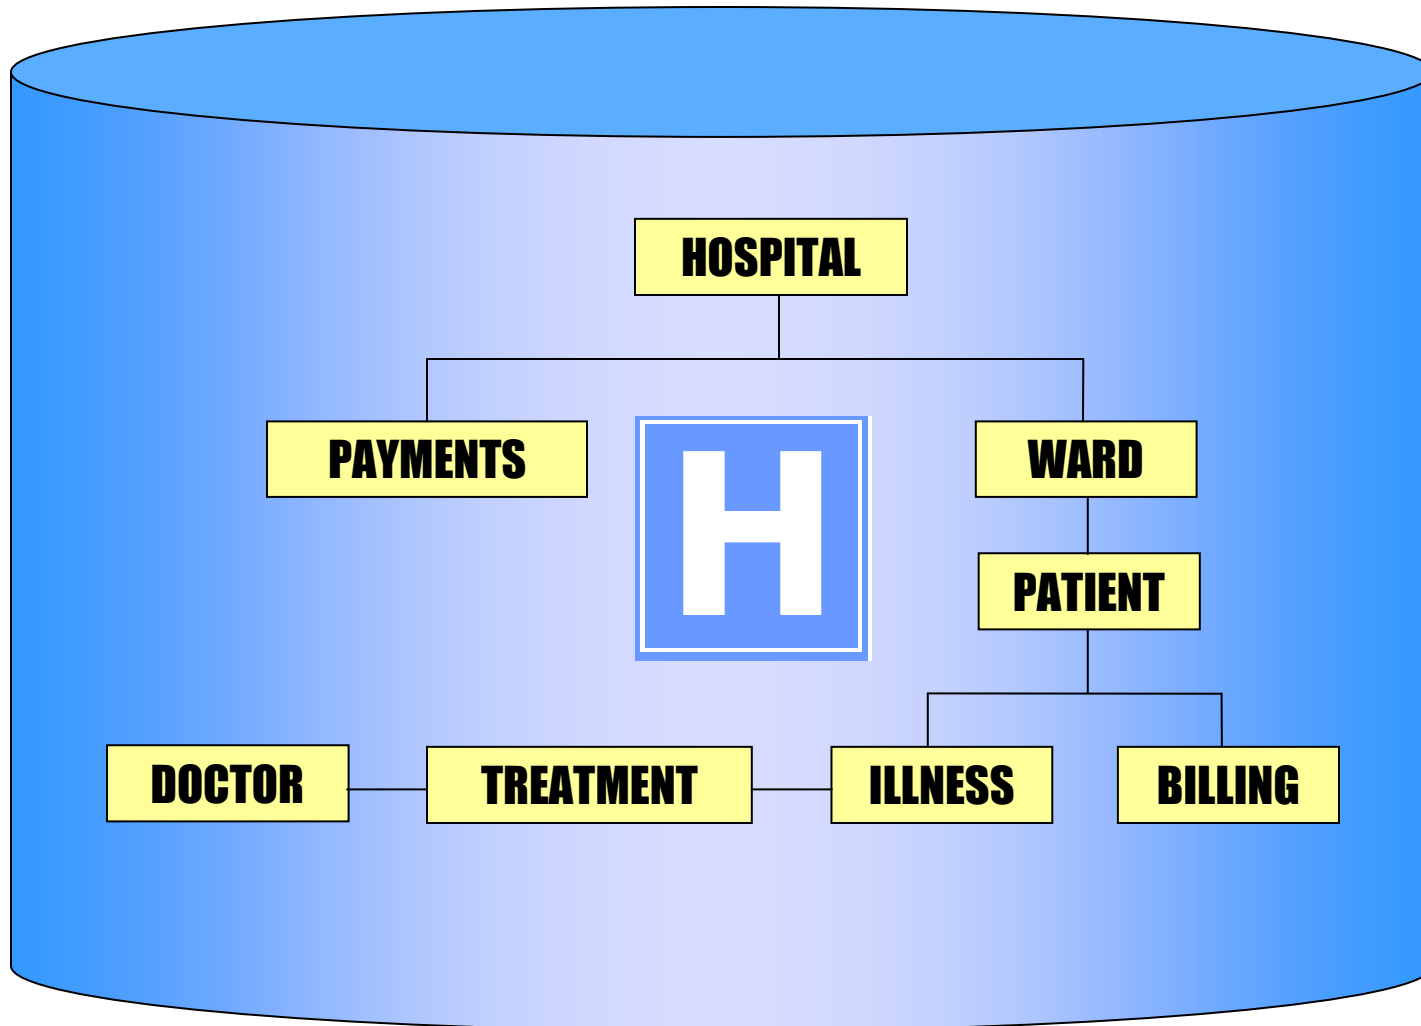 HOSPITAL
PAYMENTS
WARD
H
PATIENT
DOCTOR
TREATMENT
ILLNESS
BILLING